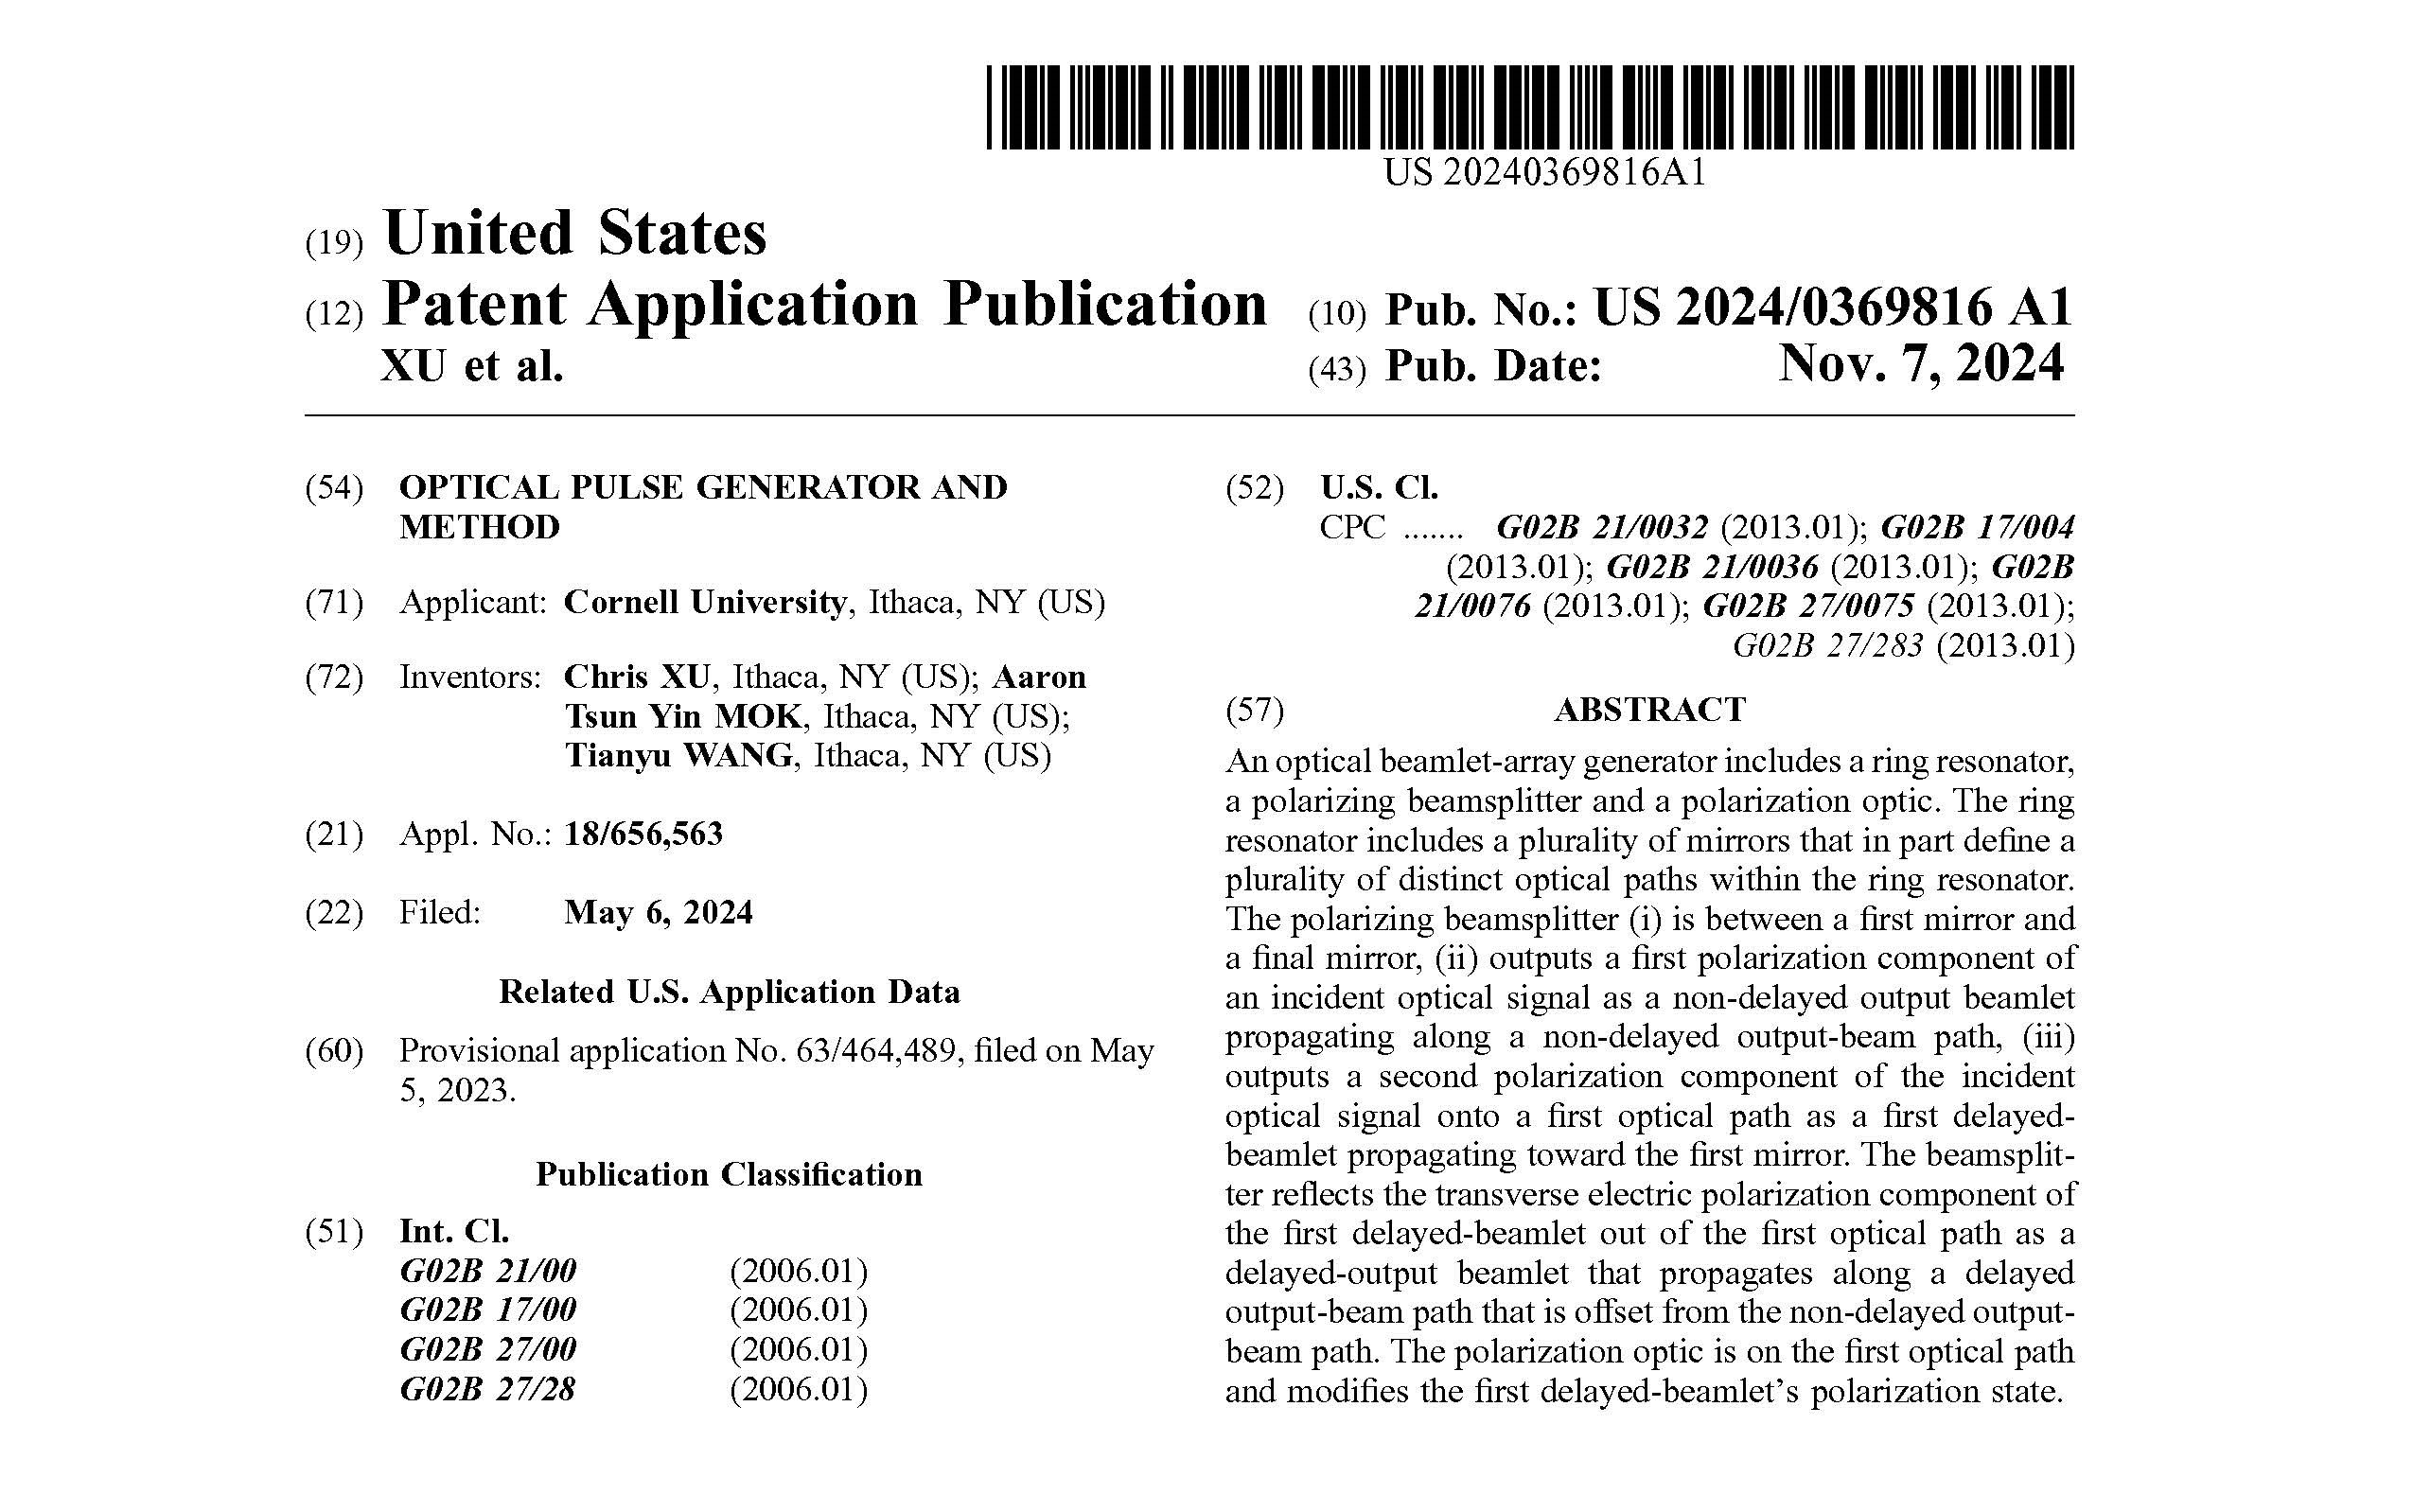 US 20240369816A1
(19) United States
(12) Patent Application Publication
XU et al.
(10) Pub. No.: US 2024/0369816 A1
(43) Pub. Date: Nov. 7, 2024
(54) OPTICAL PULSE GENERATOR AND
METHOD
(71) Applicant: Cornell University, Ithaca, NY (US)
(72) Inventors: Chris XU, Ithaca, NY (US); Aaron
Tsun Yin MOK, Ithaca, NY (US);
Tianyu WANG, Ithaca, NY (US)
(21) Appl. No.: 18/656,563
(22) Filed: May 6, 2024
Related U.S. Application Data
(60) Provisional application No. 63/464,489, filed on May
5, 2023.
Publication Classification
(51) Int. Cl.
G02B 21/00 (2006.01)
G02B 17/00 (2006.01)
G02B 27/00 (2006.01)
G02B 27/28 (2006.01)
(52) U.S. Cl.
CPC ....... G02B 21/0032 (2013.01); G02B 17/004
(2013.01); G02B 21/0036 (2013.01); G02B
21/0076 (2013.01); G02B 27/0075 (2013.01);
G02B 27/283 (2013.01)
(57) ABSTRACT
An optical beamlet-array generator includes a ring resonator,
a polarizing beamsplitter and a polarization optic. The ring
resonator includes a plurality of mirrors that in part define a
plurality of distinct optical paths within the ring resonator.
The polarizing beamsplitter (i) is between a first mirror and
a final mirror, (ii) outputs a first polarization component of
an incident optical signal as a non-delayed output beamlet
propagating along a non-delayed output-beam path, (iii)
outputs a second polarization component of the incident
optical signal onto a first optical path as a first delayed-
beamlet propagating toward the first mirror. The beamsplit-
ter reflects the transverse electric polarization component of
the first delayed-beamlet out of the first optical path as a
delayed-output beamlet that propagates along a delayed
output-beam path that is offset from the non-delayed output-
beam path. The polarization optic is on the first optical path
and modifies the first delayed-beamlet's polarization state.